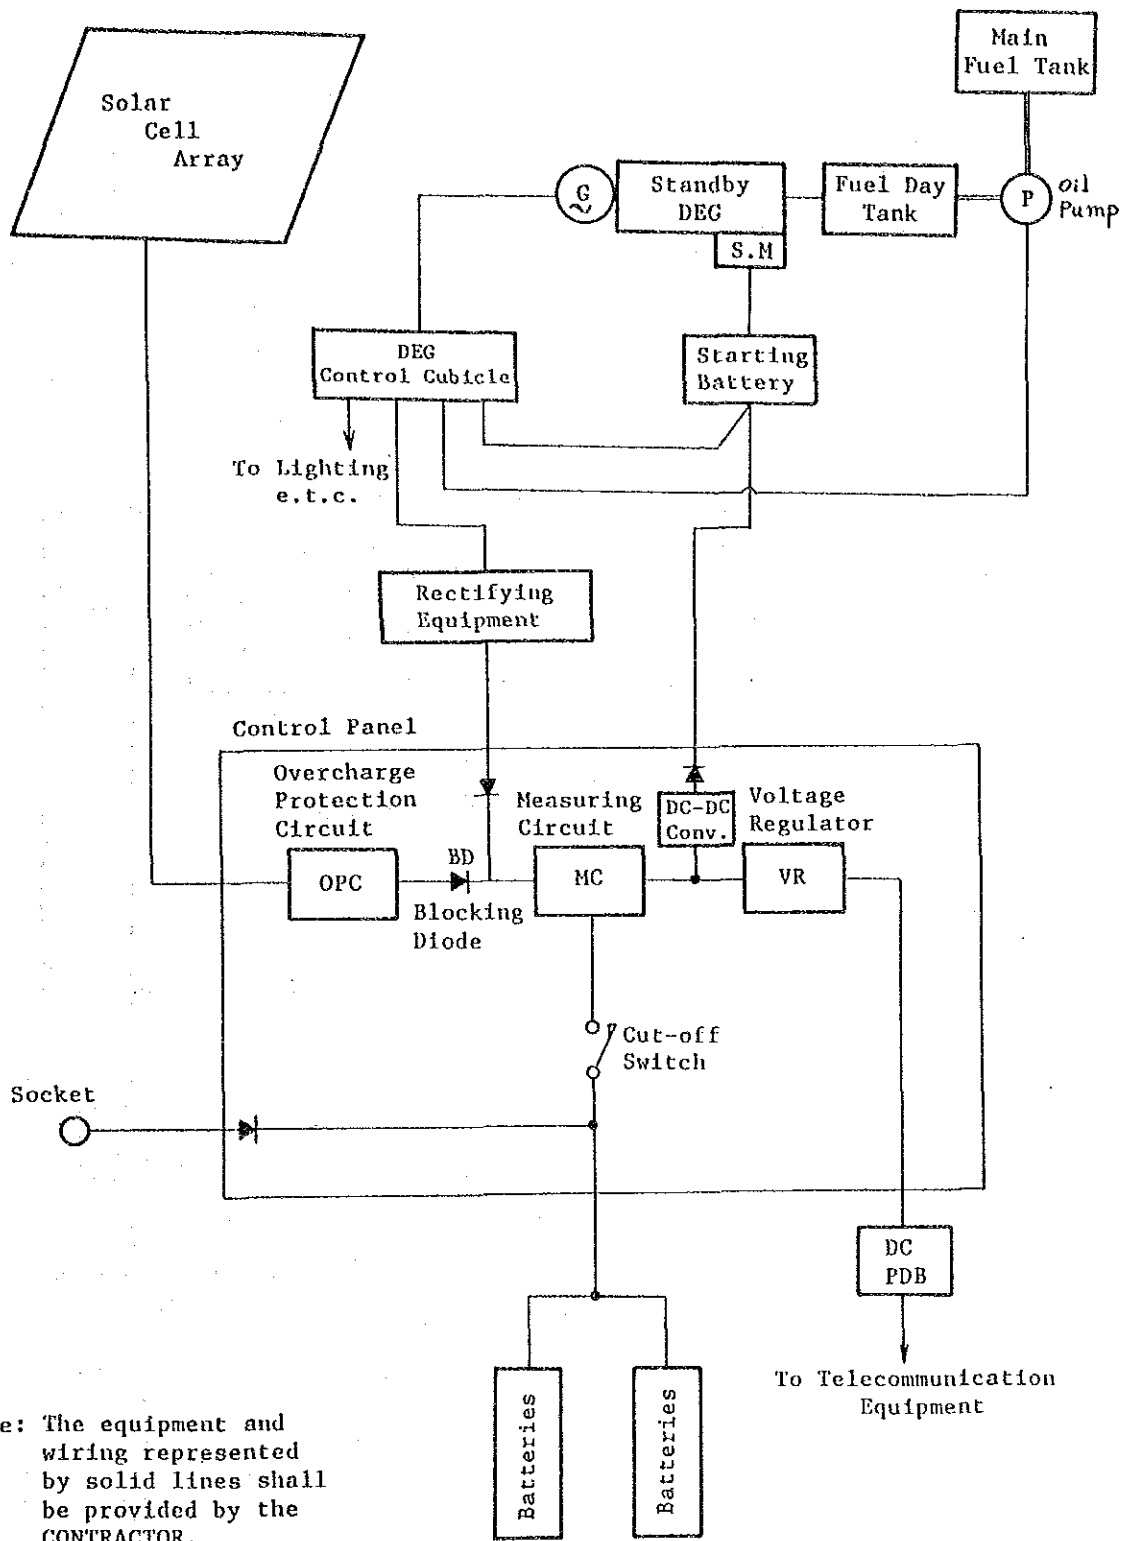 Main
Fuel Tank
Solar
Cell
Array
G
Standby
DEG
S.M
Fuel Day
Tank
P
Oil
Pump
DEG
Control Cubicle
Starting
Battery
To Lighting
e.t.c.
Rectifying
Equipment
Control Panel
Overcharge
Protection
Circuit
Measuring
Circuit
DC-DC
Conv.
Voltage
Regulator
OPC
BD
Blocking
Diode
MC
VR
Cut-off
Switch
Socket
DC
PDB
To Telecommunication
Equipment
Batteries
Batteries
e: The equipment and
wiring represented
by solid lines shall
be provided by the
CONTRACTOR.